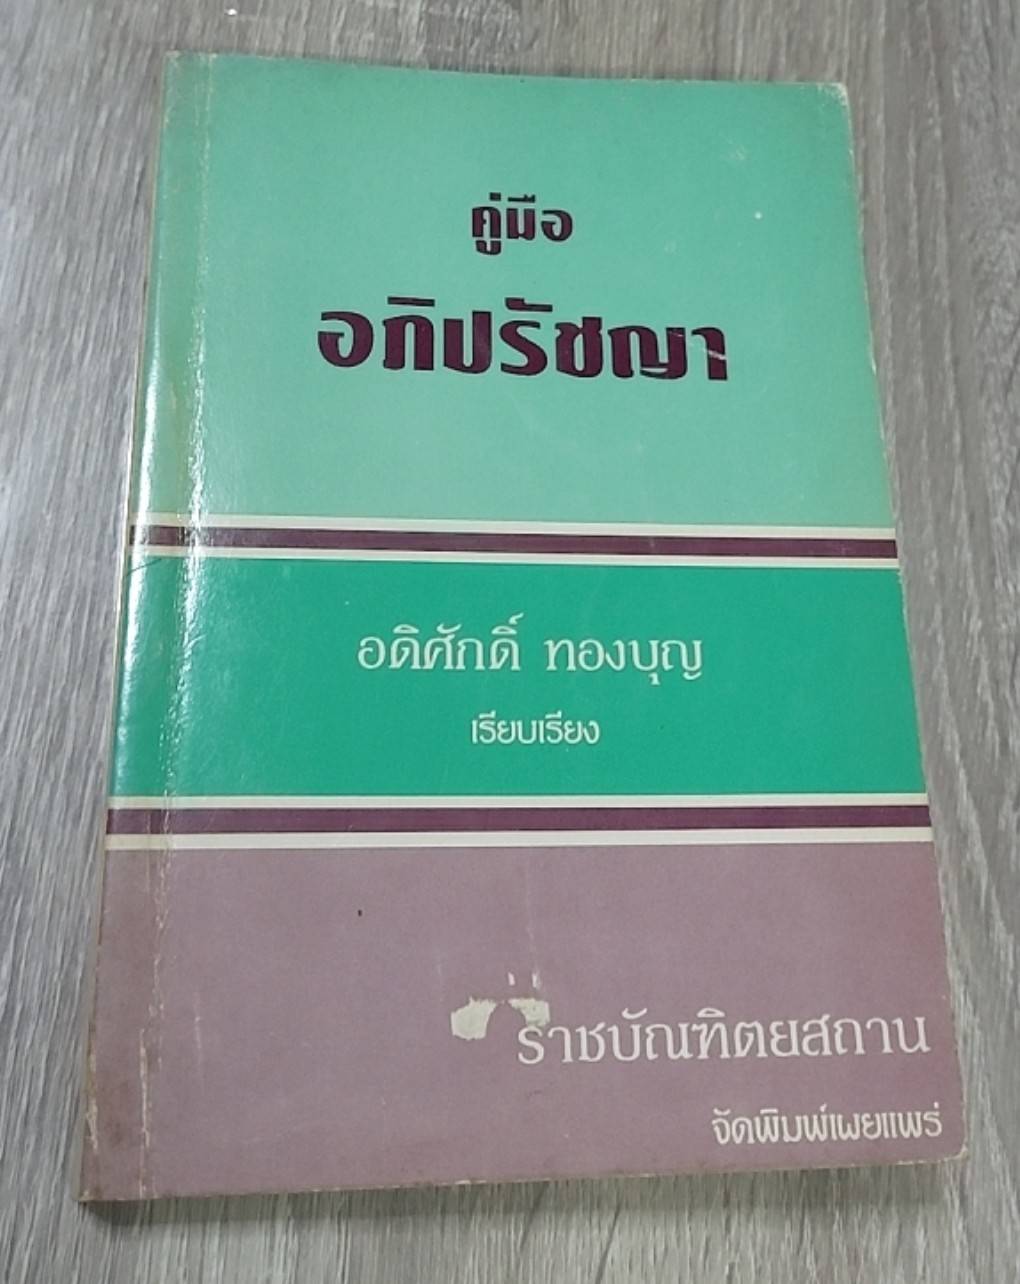 คู่มือ
อภิปรัชญา
อดิศักดิ์ ทองบุญ
เรียบเรียง
ราชบัณฑิตยสถาน
จัดพิมพ์เผยแพร่